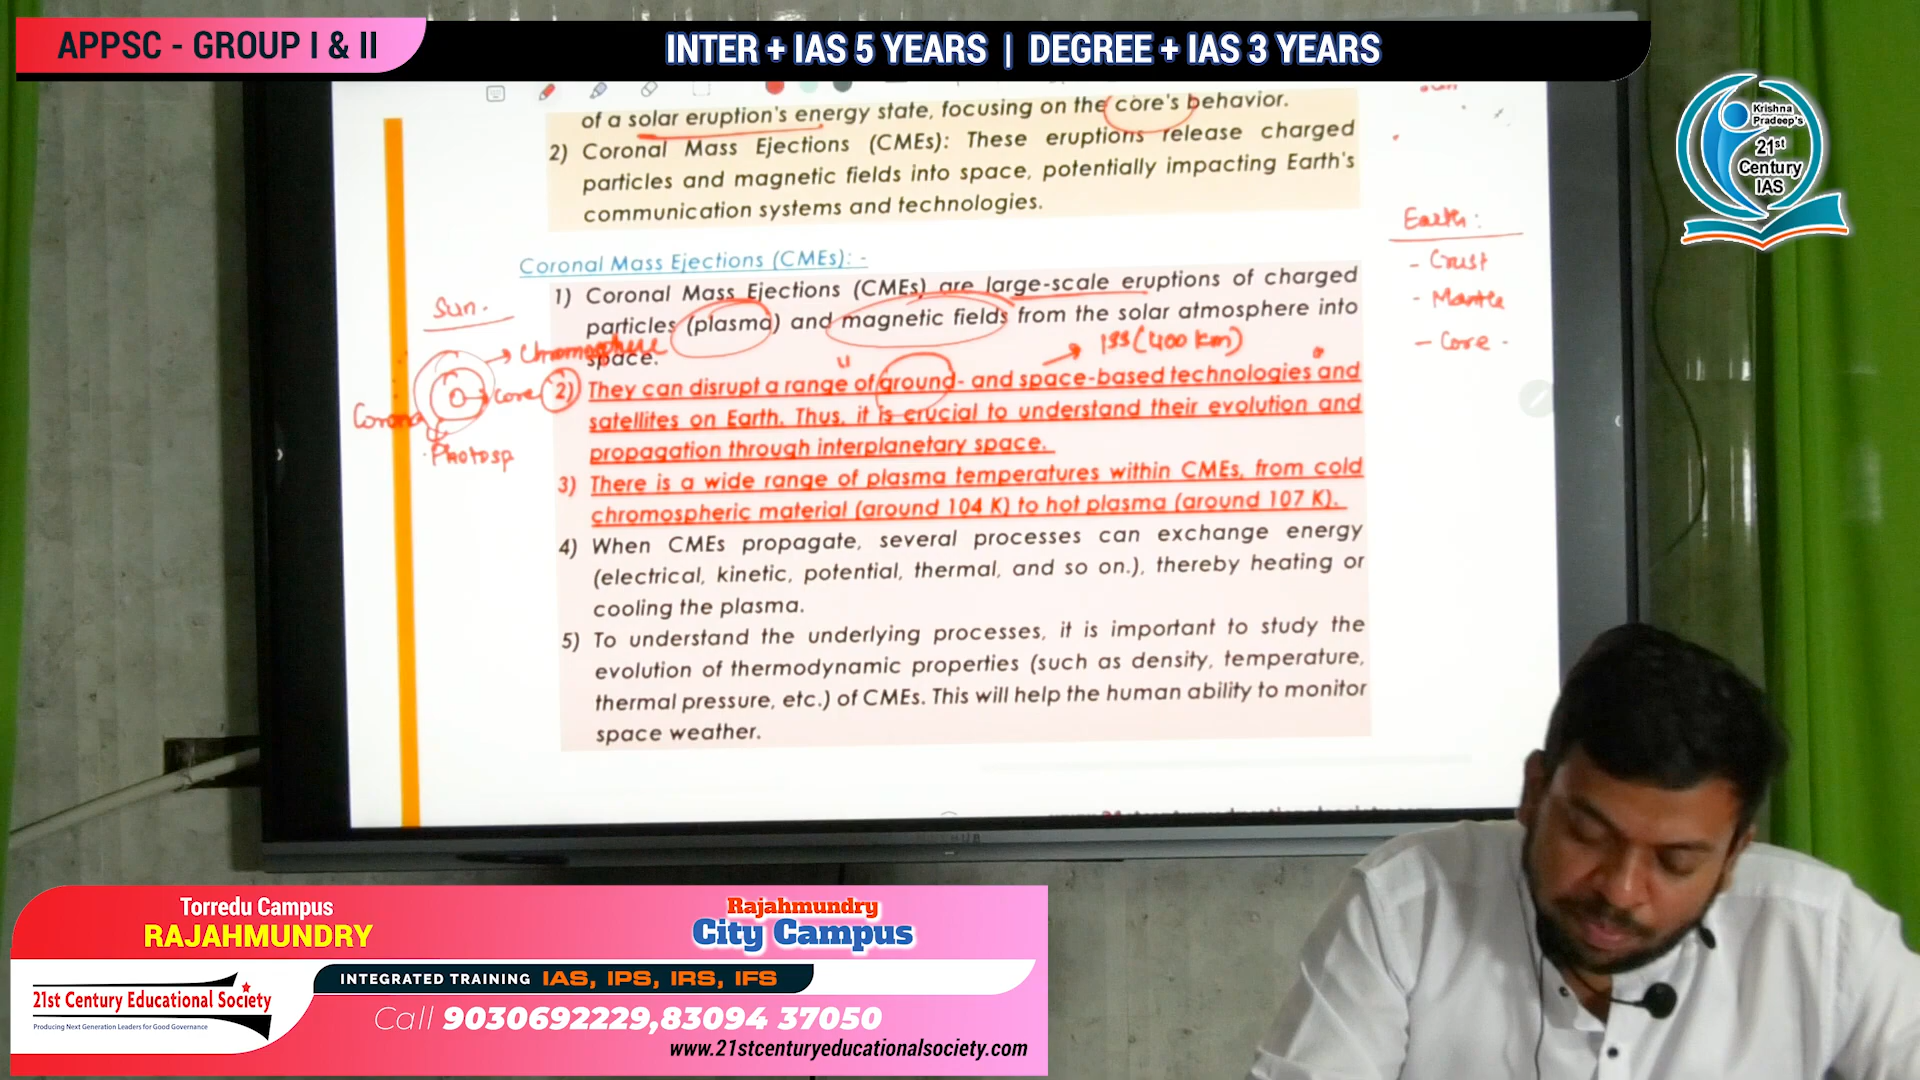 APPSC - GROUP I & II
INTER + IAS 5 YEARS | DEGREE + IAS 3 YEARS
Krishna
Pradeep's
21st
Century
IAS
of a solar eruption's energy state, focusing on the core's behavior.
2) Coronal Mass Ejections (CMEs): These eruptions release charged
particles and magnetic fields into space, potentially impacting Earth's
communication systems and technologies.
Coronal Mass Ejections (CMEs): -
1) Coronal Mass Ejections (CMEs) are large-scale eruptions of charged
particles (plasma) and magnetic fields from the solar atmosphere into
space.
2) They can disrupt a range of ground- and space-based technologies and
satellites on Earth. Thus, it is crucial to understand their evolution and
propagation through interplanetary space.
3) There is a wide range of plasma temperatures within CMEs, from cold
chromospheric material (around 104 K) to hot plasma (around 107 K).
4) When CMEs propagate, several processes can exchange energy
(electrical, kinetic, potential, thermal, and so on.), thereby heating or
cooling the plasma.
5) To understand the underlying processes, it is important to study the
evolution of thermodynamic properties (such as density, temperature,
thermal pressure, etc.) of CMEs. This will help the human ability to monitor
space weather.
Sun.
Chromosphere
Core
Corona
Photosp
ISS (400 km)
Earth:
- Crust
- Mantle
- Core -
Torredu Campus
RAJAHMUNDRY
Rajahmundry
City Campus
21st Century Educational Society
Producing Next Generation Leaders for Good Governance
INTEGRATED TRAINING IAS, IPS, IRS, IFS
Call 9030692229,83094 37050
www.21stcenturyeducationalsociety.com